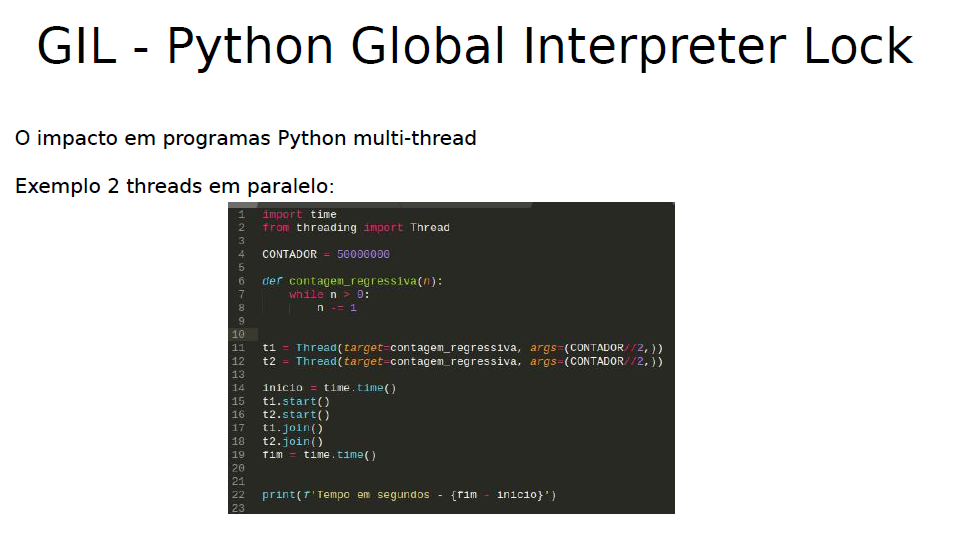 GIL - Python Global Interpreter Lock
O impacto em programas Python multi-thread
Exemplo 2 threads em paralelo:
1 import time
2 from threading import Thread
3
4 CONTADOR = 50000000
5
6 def contagem_regressiva(n):
7     while n > 0:
8         n -= 1
9
10
11 t1 = Thread(target=contagem_regressiva, args=(CONTADOR//2,))
12 t2 = Thread(target=contagem_regressiva, args=(CONTADOR//2,))
13
14 inicio = time.time()
15 t1.start()
16 t2.start()
17 t1.join()
18 t2.join()
19 fim = time.time()
20
21
22 print(f'Tempo em segundos - {fim - inicio}')
23